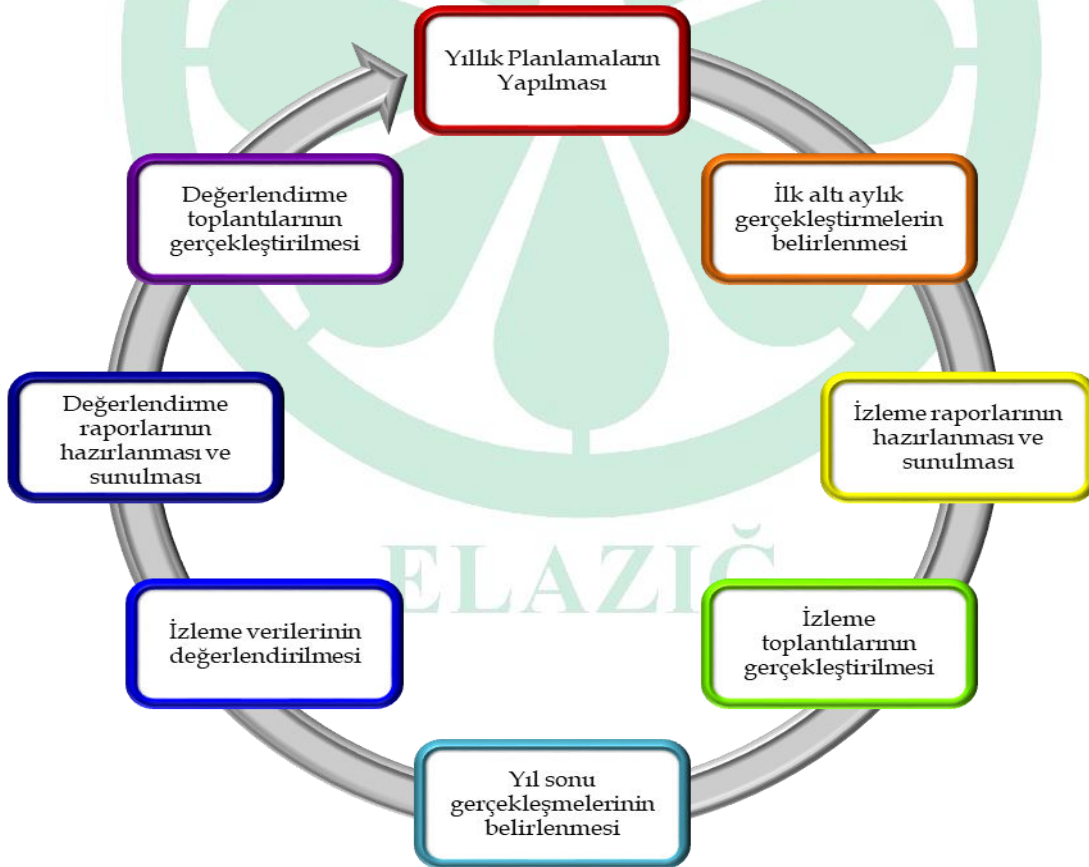 Yıllık Planlamaların
Yapılması
İlk altı aylık
gerçekleştirmelerin
belirlenmesi
İzleme raporlarının
hazırlanması ve
sunulması
İzleme
toplantılarının
gerçekleştirilmesi
Yıl sonu
gerçekleşmelerinin
belirlenmesi
İzleme verilerinin
değerlendirilmesi
Değerlendirme
raporlarının
hazırlanması ve
sunulması
Değerlendirme
toplantılarının
gerçekleştirilmesi
ELAZIĞ